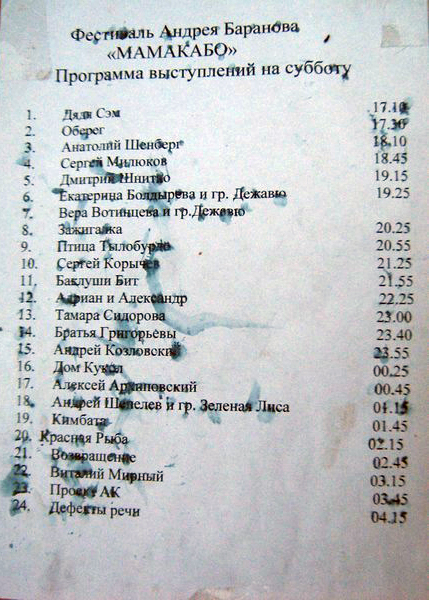 Фестиваль Андрея Баранова
«МАМАКАБО»
Программа выступлений на субботу
1. Дядя Сэм 17.10
2. Оберег 17.30
3. Анатолий Шенберг 18.10
4. Сергей Милюков 18.45
5. Дмитрий Шнитко 19.15
6. Екатерина Болдырева и гр. Дежавю 19.25
7. Вера Вотинцева и гр.Дежавю
8. Зажигалка 20.25
9. Птица Тылобурдо 20.55
10. Сергей Корычев 21.25
11. Баклуши Бит 21.55
12. Адриан и Александр 22.25
13. Тамара Сидорова 23.00
14. Братья Григорьевы 23.40
15. Андрей Козловский 23.55
16. Дом Кукол 00.25
17. Алексей Архиповский 00.45
18. Андрей Шепелев и гр. Зеленая Лиса 01.15
19. Кимбата 01.45
20. Красная Рыба 02.15
21. Возвращение 02.45
22. Виталий Мирный 03.15
23. Проект АК 03.45
24. Дефекты речи 04.15